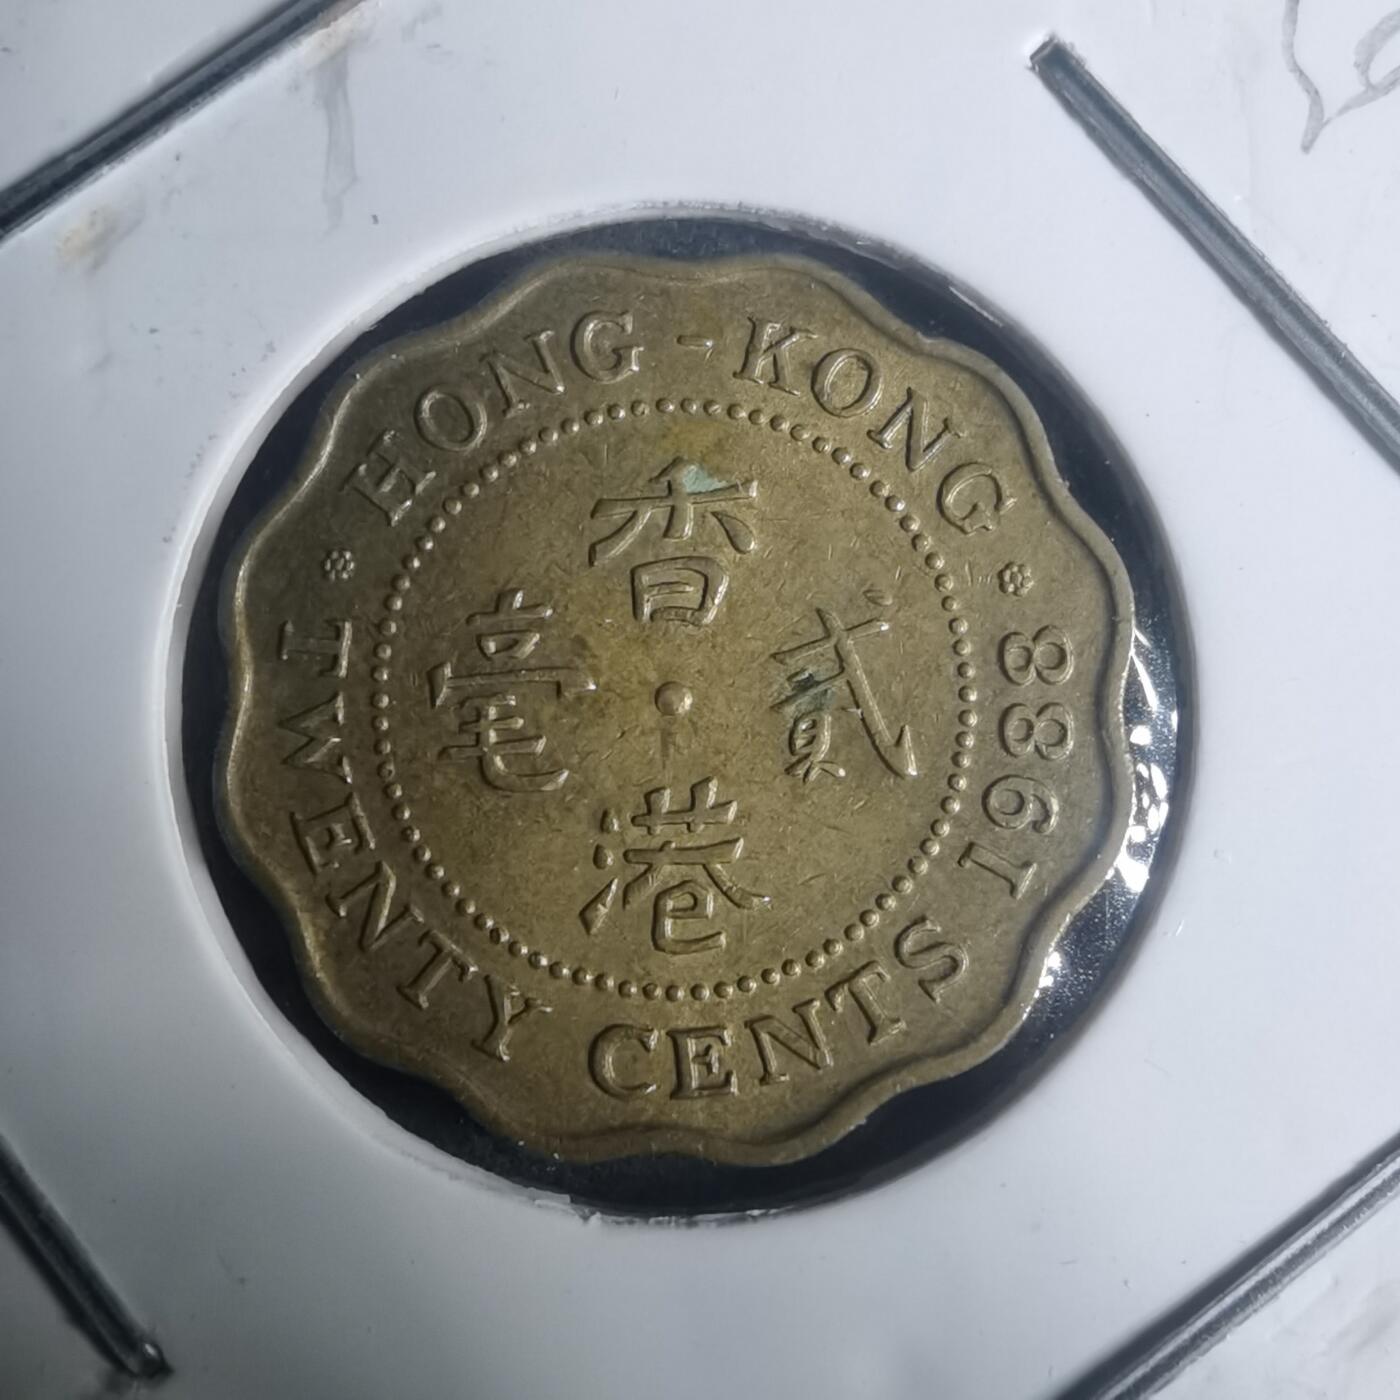 HONG - KONG
香
港
貳
毫
TWENTY CENTS 1988